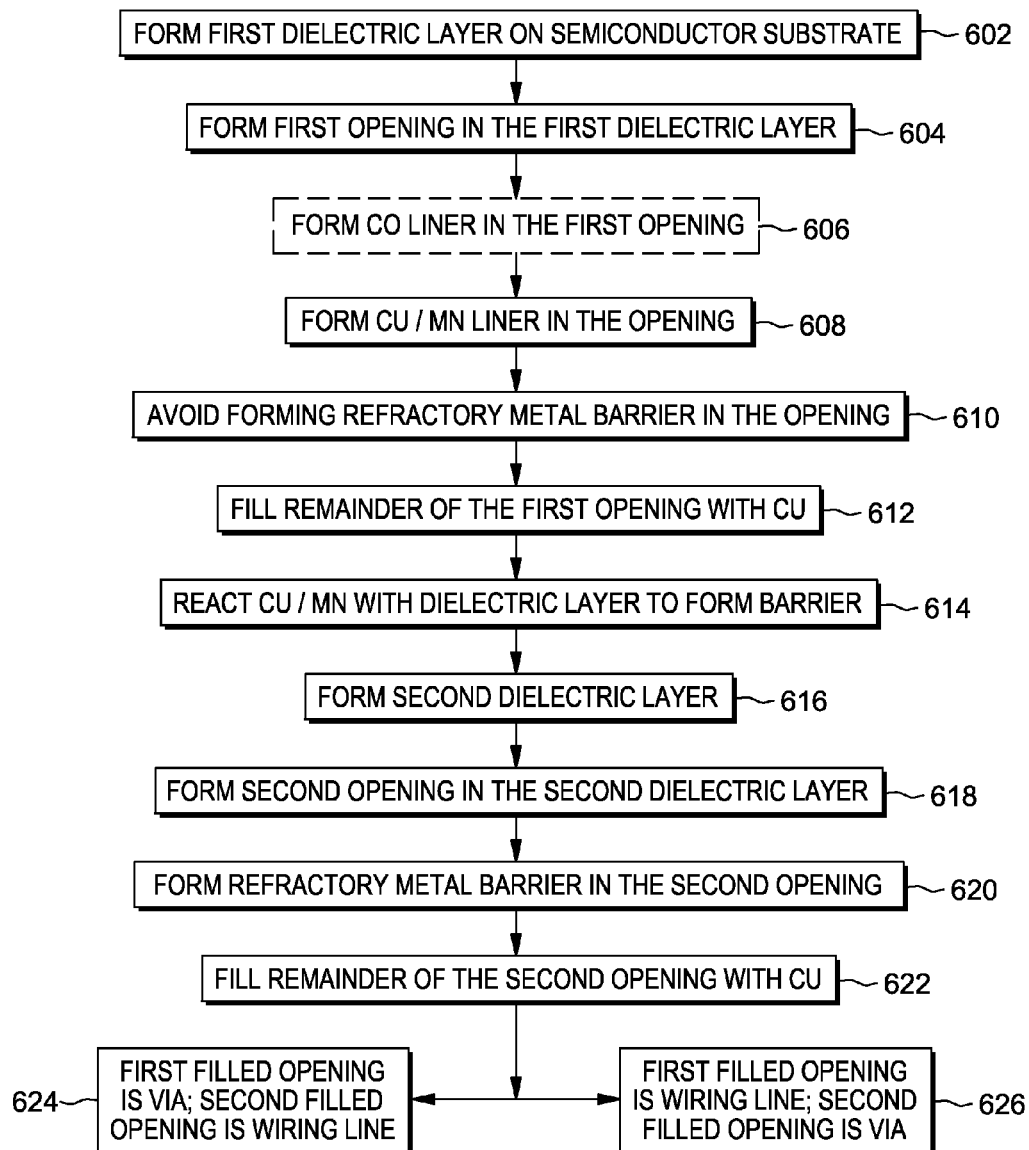 FORM FIRST DIELECTRIC LAYER ON SEMICONDUCTOR SUBSTRATE
602
FORM FIRST OPENING IN THE FIRST DIELECTRIC LAYER
604
FORM CO LINER IN THE FIRST OPENING
606
FORM CU / MN LINER IN THE OPENING
608
AVOID FORMING REFRACTORY METAL BARRIER IN THE OPENING
610
FILL REMAINDER OF THE FIRST OPENING WITH CU
612
REACT CU / MN WITH DIELECTRIC LAYER TO FORM BARRIER
614
FORM SECOND DIELECTRIC LAYER
616
FORM SECOND OPENING IN THE SECOND DIELECTRIC LAYER
618
FORM REFRACTORY METAL BARRIER IN THE SECOND OPENING
620
FILL REMAINDER OF THE SECOND OPENING WITH CU
622
624
FIRST FILLED OPENING
IS VIA; SECOND FILLED
OPENING IS WIRING LINE
FIRST FILLED OPENING
IS WIRING LINE; SECOND
FILLED OPENING IS VIA
626